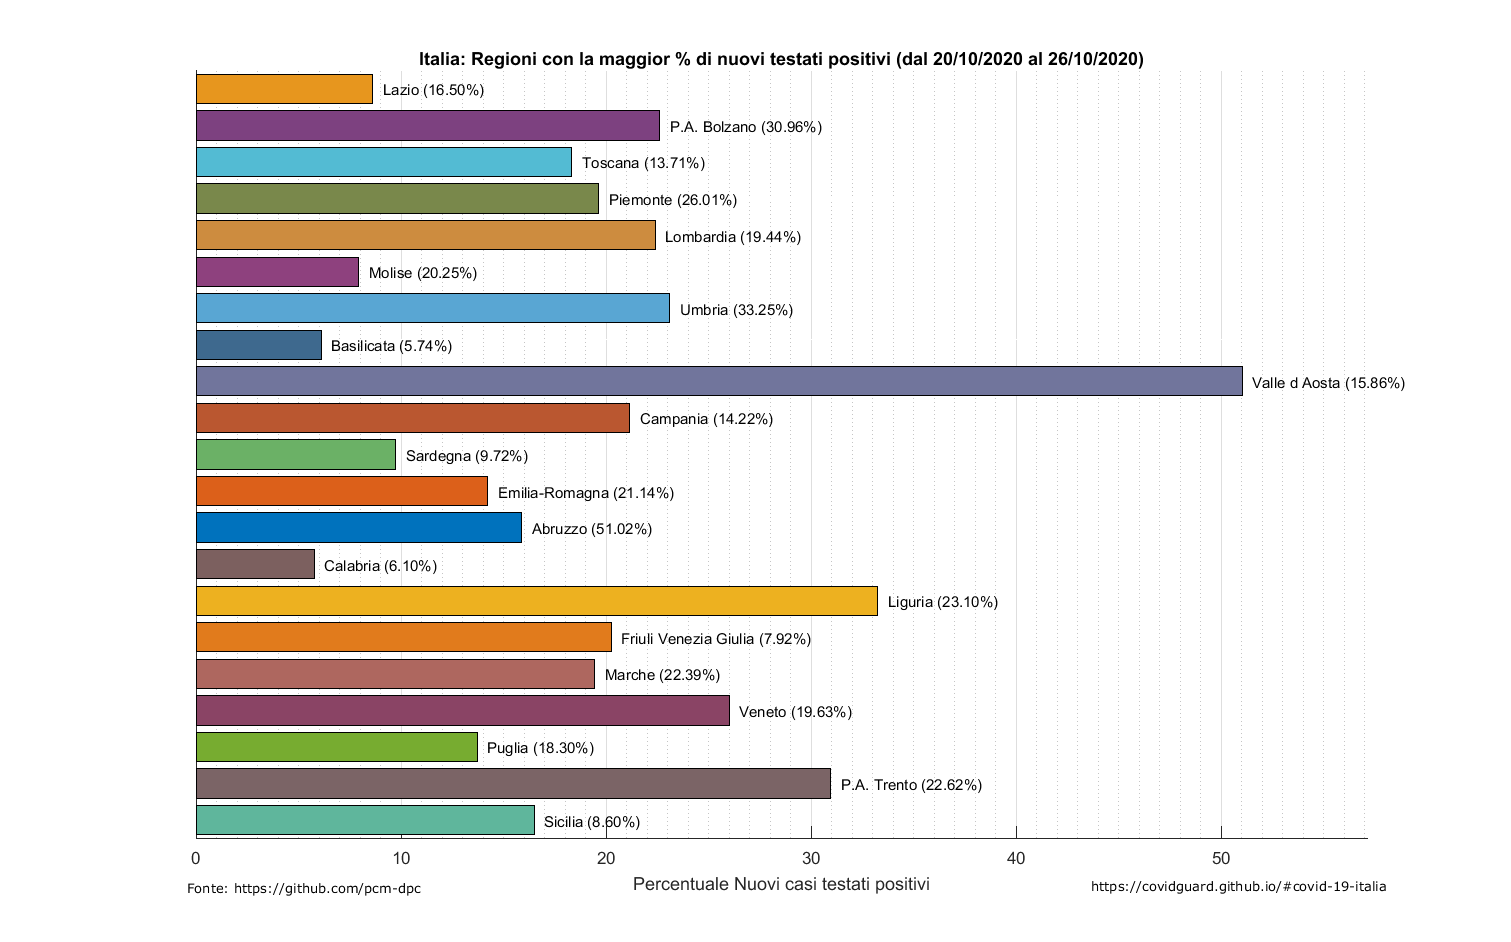 Italia: Regioni con la maggior % di nuovi testati positivi (dal 20/10/2020 al 26/10/2020)
Lazio (16.50%)
P.A. Bolzano (30.96%)
Toscana (13.71%)
Piemonte (26.01%)
Lombardia (19.44%)
Molise (20.25%)
Umbria (33.25%)
Basilicata (5.74%)
Valle d Aosta (15.86%)
Campania (14.22%)
Sardegna (9.72%)
Emilia-Romagna (21.14%)
Abruzzo (51.02%)
Calabria (6.10%)
Liguria (23.10%)
Friuli Venezia Giulia (7.92%)
Marche (22.39%)
Veneto (19.63%)
Puglia (18.30%)
P.A. Trento (22.62%)
Sicilia (8.60%)
0 10 20 30 40 50
Percentuale Nuovi casi testati positivi
Fonte: https://github.com/pcm-dpc
https://covidguard.github.io/#covid-19-italia